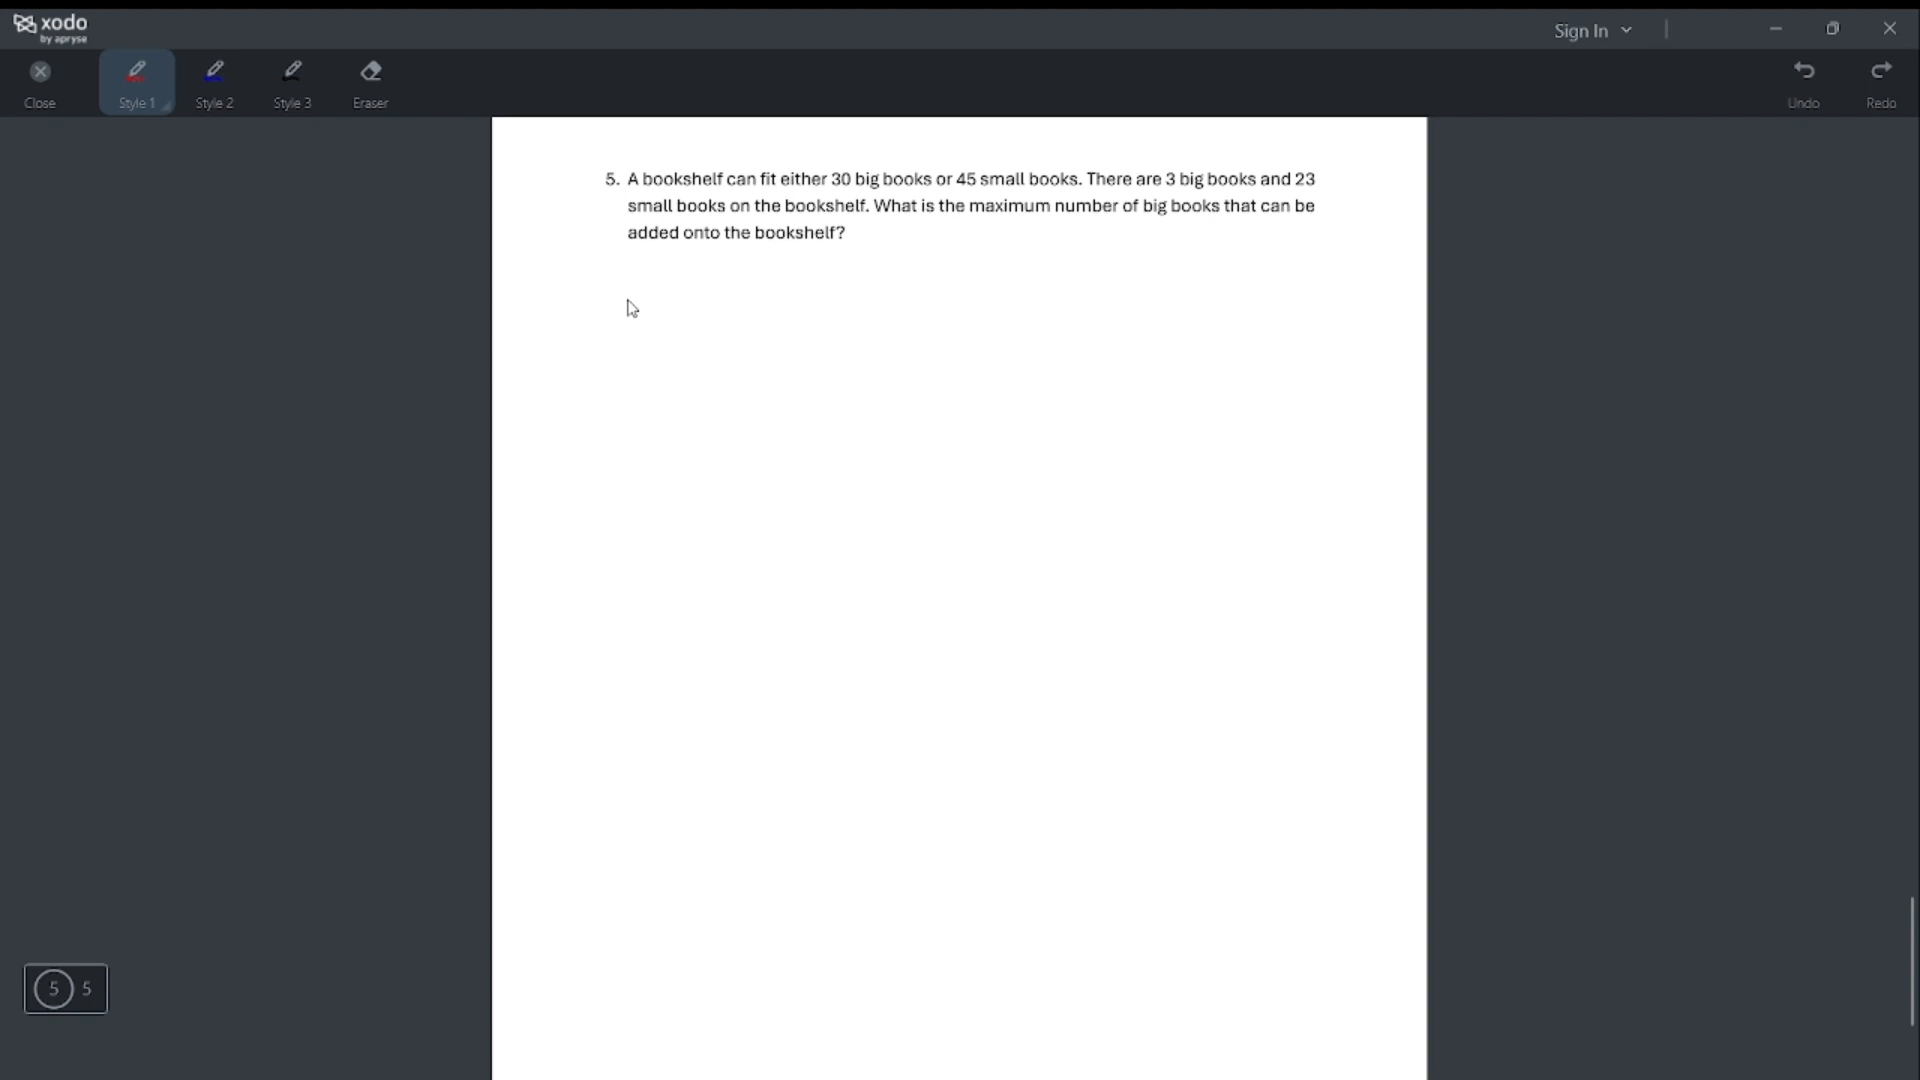 xodo
by apryse
Sign In
Close
Style 1
Style 2
Style 3
Eraser
Undo
Redo
5. A bookshelf can fit either 30 big books or 45 small books. There are 3 big books and 23
small books on the bookshelf. What is the maximum number of big books that can be
added onto the bookshelf?
5 5